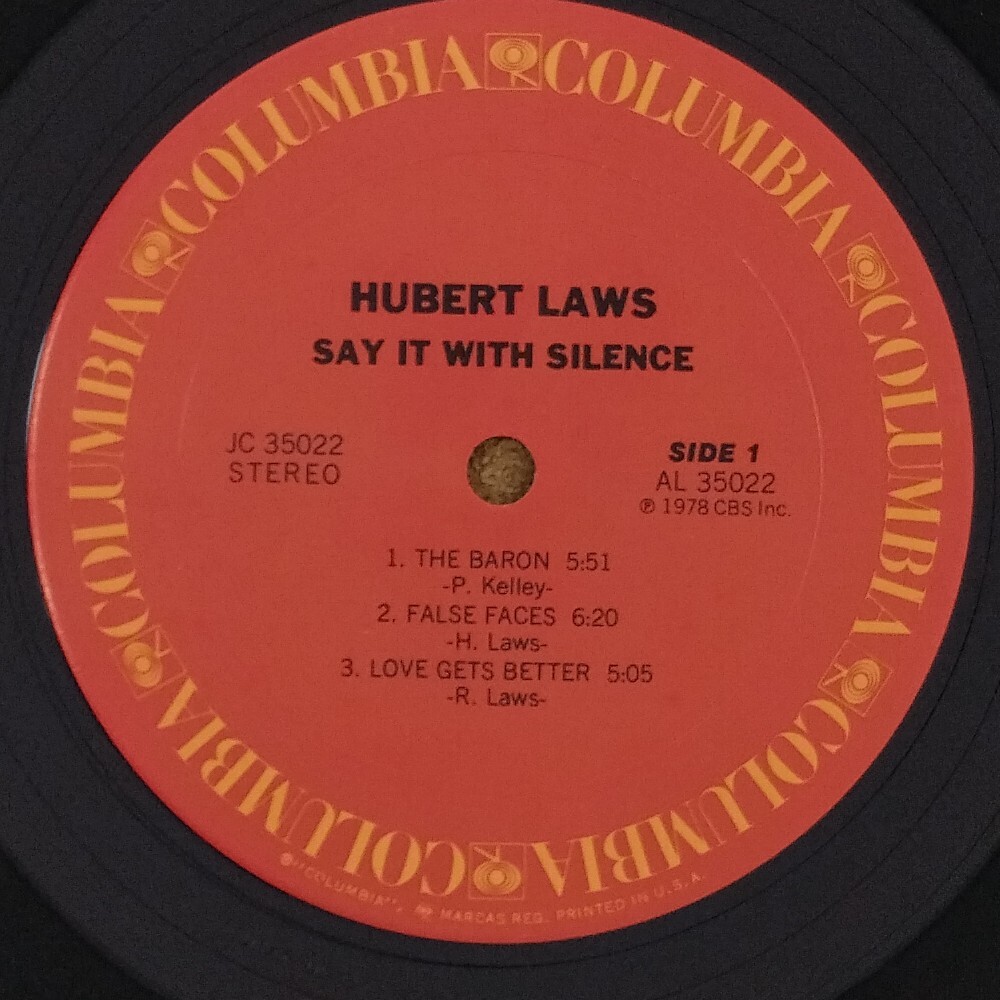 COLUMBIA COLUMBIA COLUMBIA COLUMBIA COLUMBIA COLUMBIA
HUBERT LAWS
SAY IT WITH SILENCE
JC 35022
STEREO
SIDE 1
AL 35022
℗ 1978 CBS Inc.
1. THE BARON 5:51
-P. Kelley-
2. FALSE FACES 6:20
-H. Laws-
3. LOVE GETS BETTER 5:05
-R. Laws-
"COLUMBIA", MARCAS REG. PRINTED IN U.S.A.